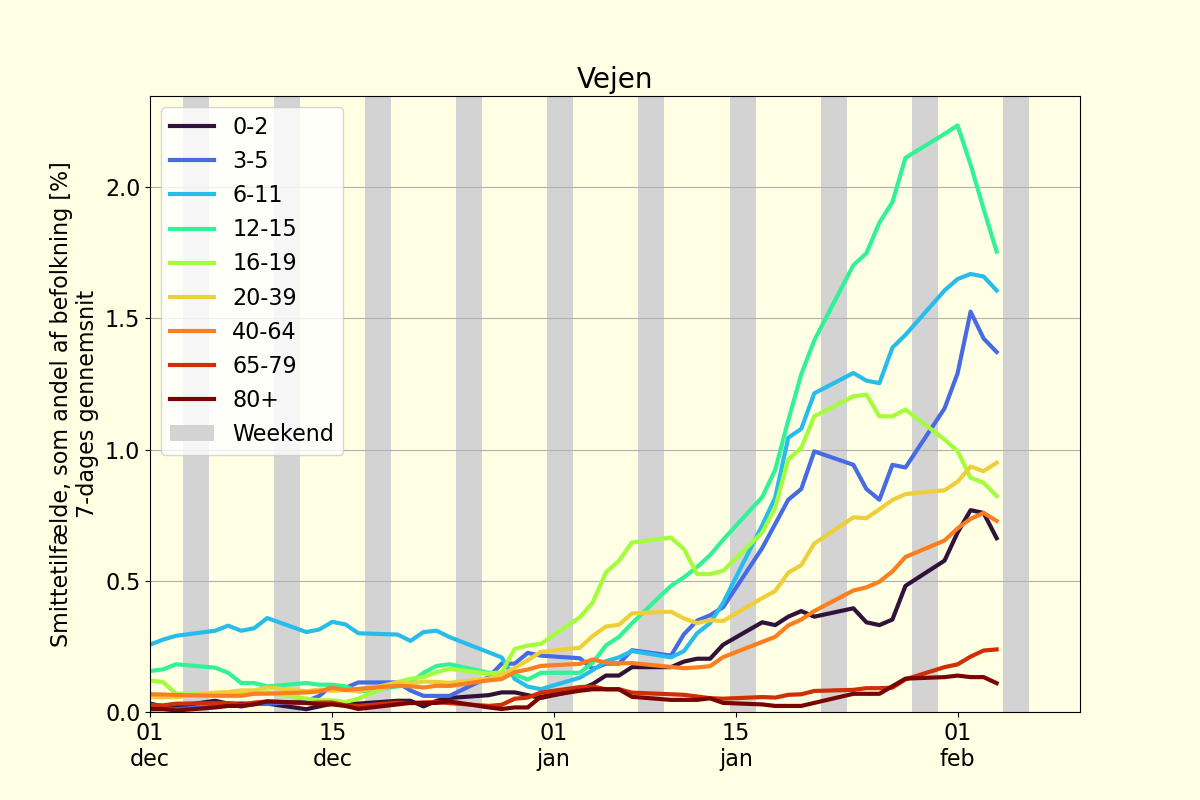 Vejen
Smittetilfælde, som andel af befolkning [%]
7-dages gennemsnit
2.0
1.5
1.0
0.5
0.0
0-2
3-5
6-11
12-15
16-19
20-39
40-64
65-79
80+
Weekend
01 15 01 15 01
dec dec jan jan feb